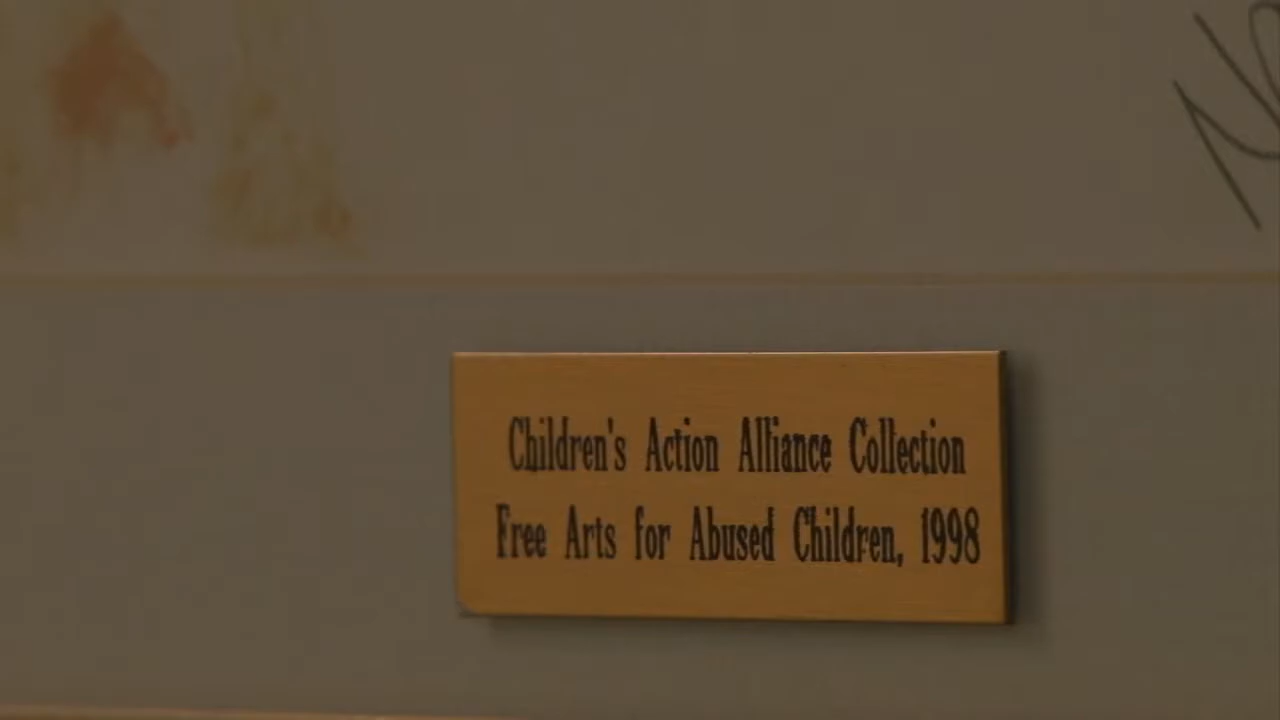 Children's Action Alliance Collection
Free Arts for Abused Children, 1998